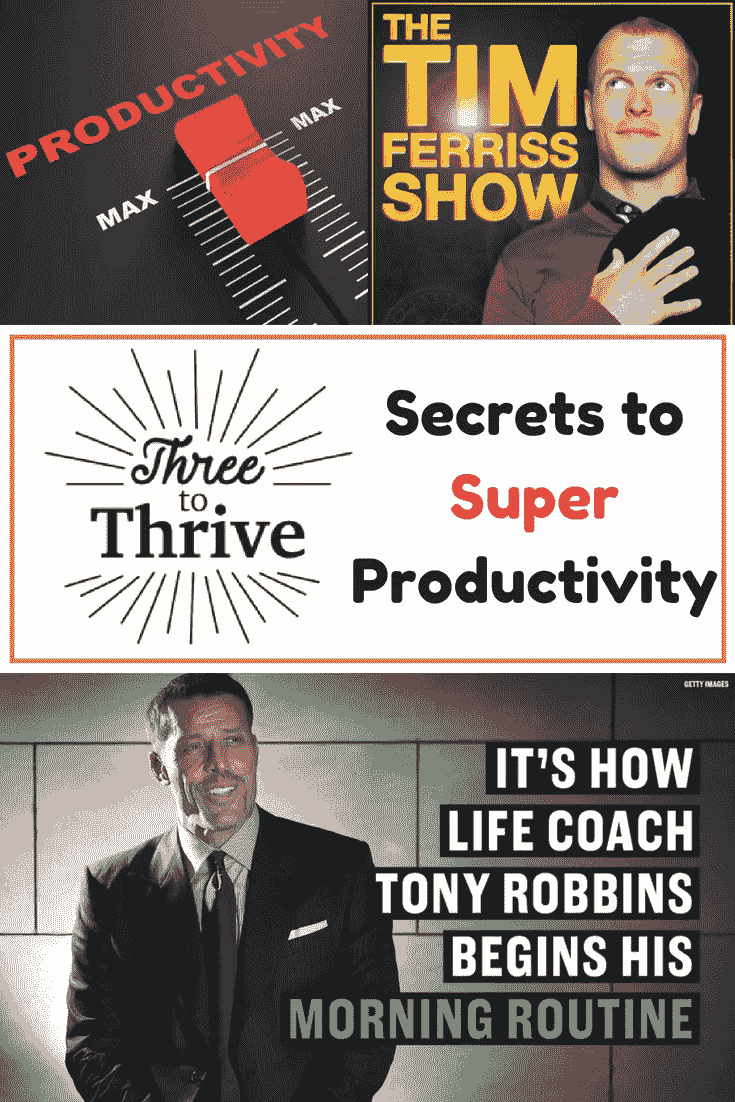 PRODUCTIVITY
MAX
MAX
THE
TIM
FERRISS
SHOW
Three
to
Thrive
Secrets to
Super
Productivity
GETTY IMAGES
IT'S HOW
LIFE COACH
TONY ROBBINS
BEGINS HIS
MORNING ROUTINE